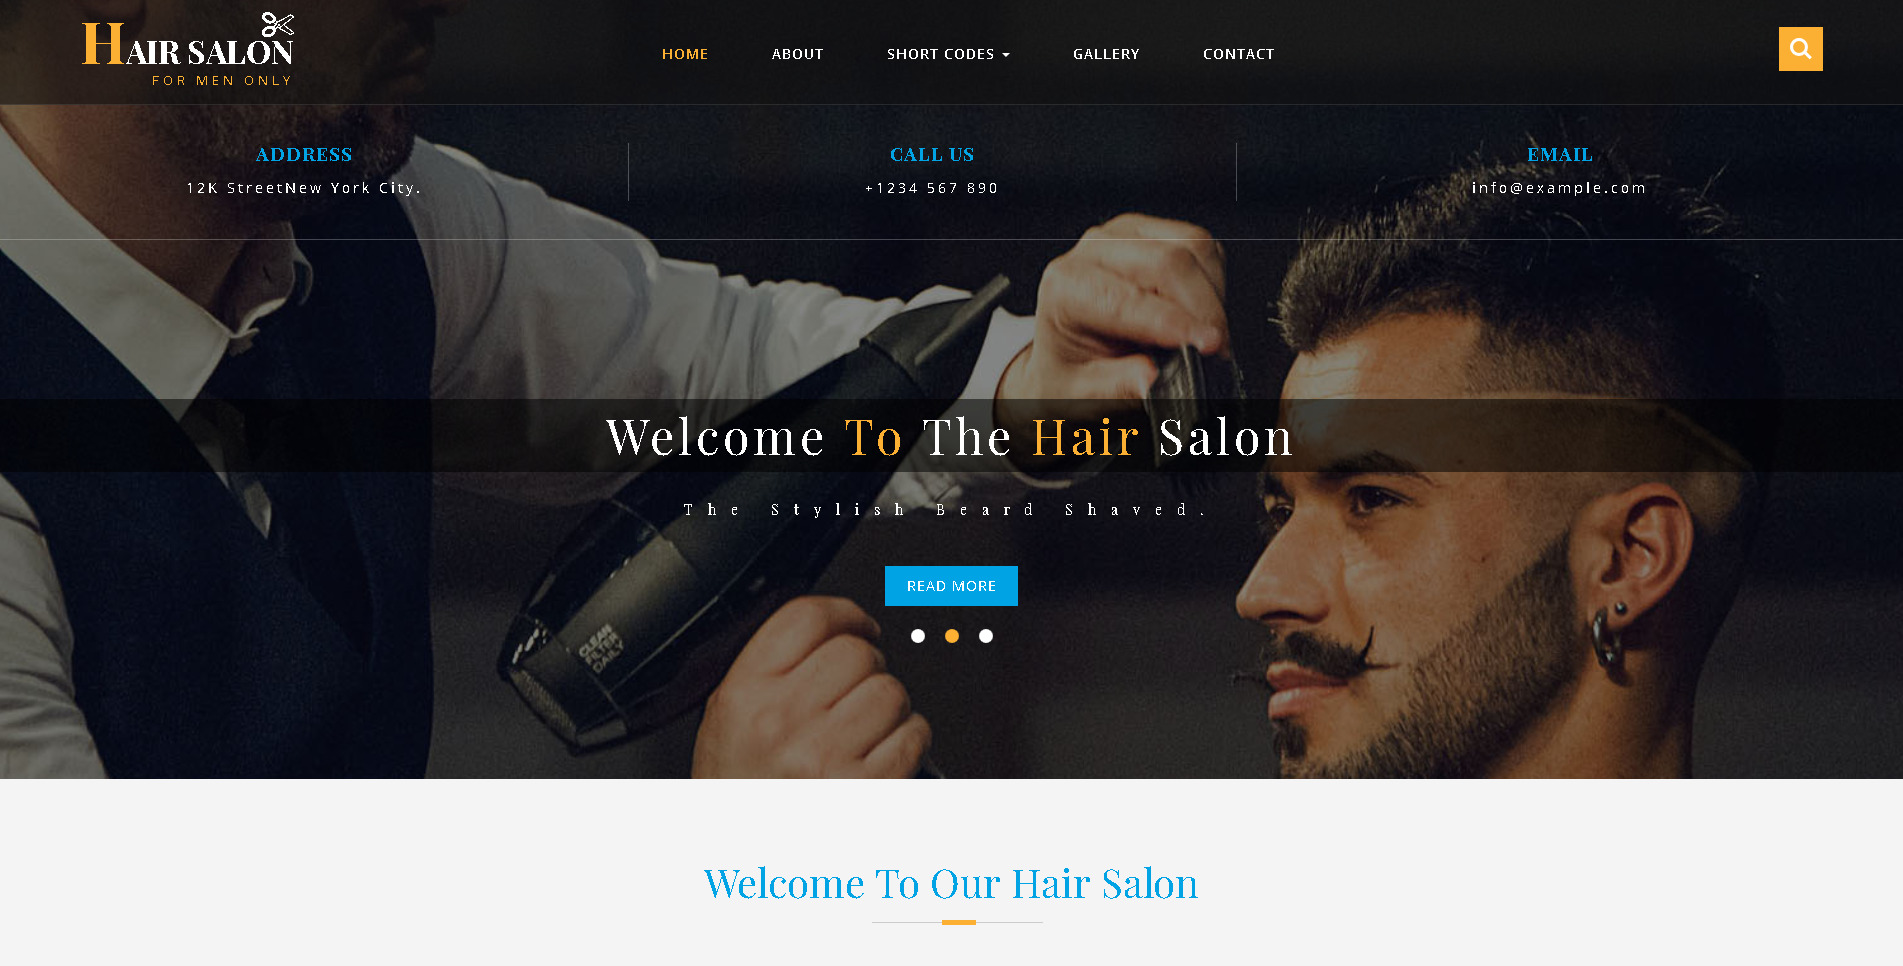 HAIR SALON
FOR MEN ONLY
HOME ABOUT SHORT CODES GALLERY CONTACT
ADDRESS
12K StreetNew York City.
CALL US
+1234 567 890
EMAIL
info@example.com
Welcome To The Hair Salon
The Stylish Beard Shaved.
READ MORE
CLEAN
FILTER
DAILY
Welcome To Our Hair Salon